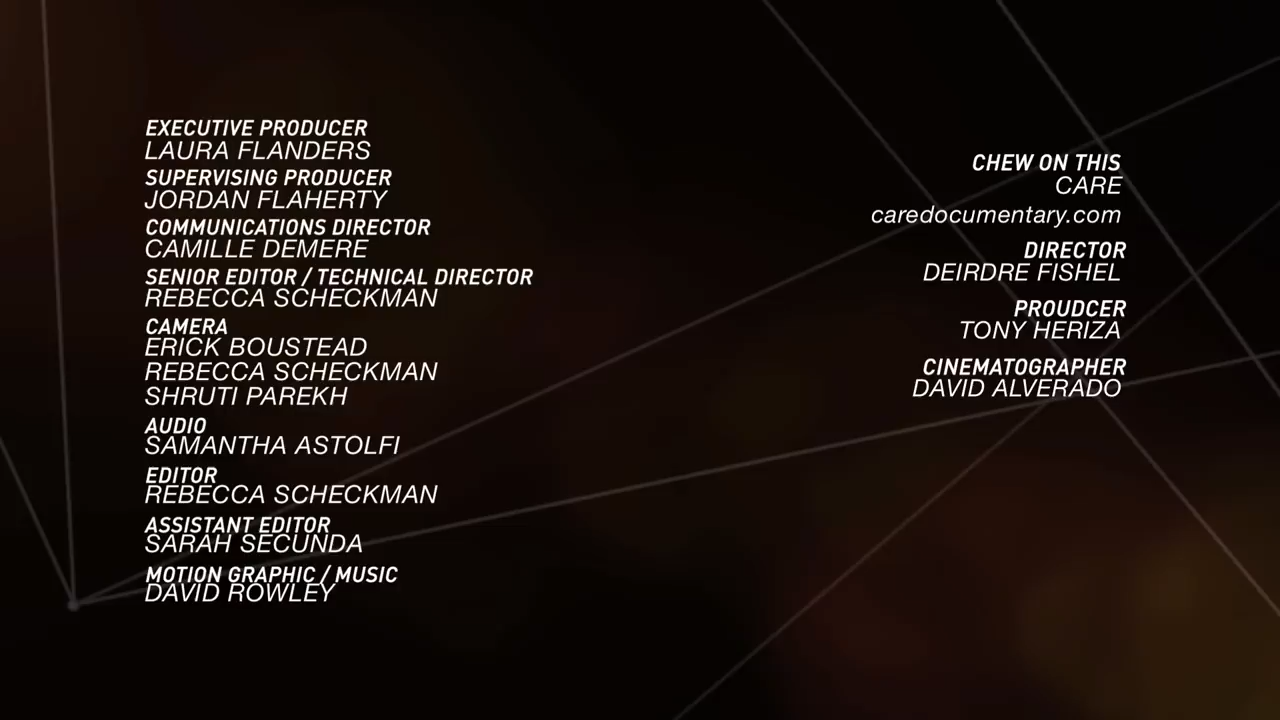 EXECUTIVE PRODUCER
LAURA FLANDERS
SUPERVISING PRODUCER
JORDAN FLAHERTY
COMMUNICATIONS DIRECTOR
CAMILLE DEMERE
SENIOR EDITOR / TECHNICAL DIRECTOR
REBECCA SCHECKMAN
CAMERA
ERICK BOUSTEAD
REBECCA SCHECKMAN
SHRUTI PAREKH
AUDIO
SAMANTHA ASTOLFI
EDITOR
REBECCA SCHECKMAN
ASSISTANT EDITOR
SARAH SECUNDA
MOTION GRAPHIC / MUSIC
DAVID ROWLEY
CHEW ON THIS
CARE
caredocumentary.com
DIRECTOR
DEIRDRE FISHEL
PROUDCER
TONY HERIZA
CINEMATOGRAPHER
DAVID ALVERADO